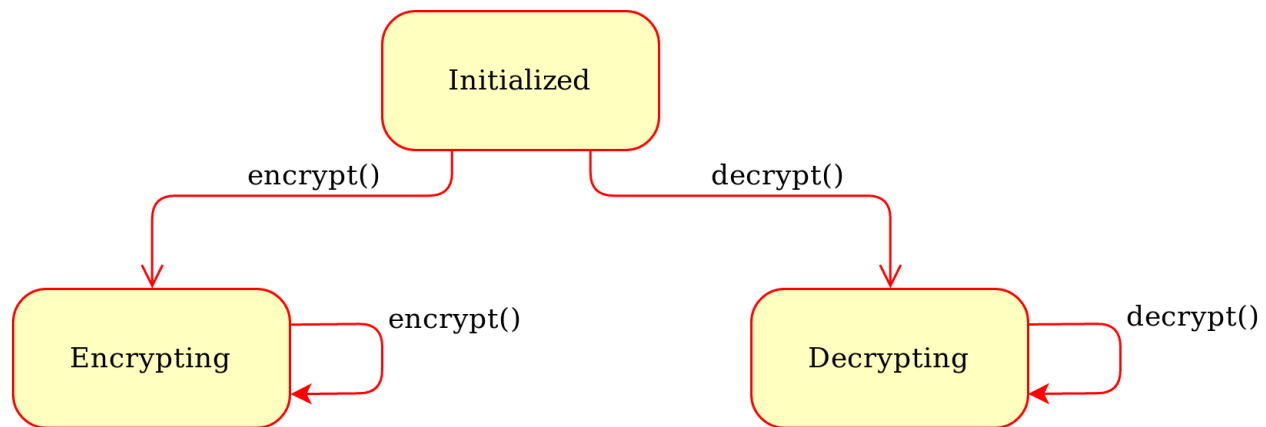 Initialized
encrypt()
decrypt()
encrypt()
decrypt()
Encrypting
Decrypting